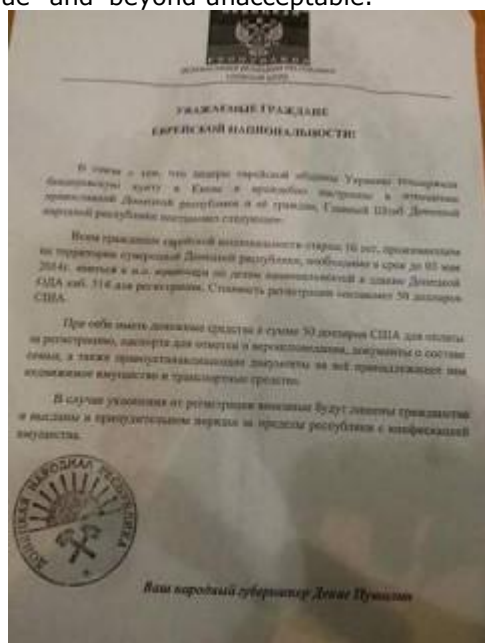 de and beyond unacceptable.
УВАЖАЕМЫЕ ГРАЖДАНЕ
ЕВРЕЙСКОЙ НАЦИОНАЛЬНОСТИ!
В связи с тем, что лидеры еврейской общины Украины поддержали
бандеровскую хунту в Киеве и враждебно настроены в отношении
православной Донецкой республики и её граждан, Главный Штаб Донецкой
народной республики постановил следующее:
Всем гражданам еврейской национальности старше 16 лет, проживающим
на территории суверенной Донецкой республики, необходимо в срок до 03 мая
2014г. явиться к и.о. по делам национальностей в здание Донецкой
ОДА каб. 514 для регистрации. Стоимость регистрации составляет 50 долларов
США.
При себе иметь денежные средства в сумме 50 долларов США для оплаты
за регистрацию, паспорта для отметки о вероисповедании, документы о составе
семьи, а также правоустанавливающие документы на всё принадлежащее вам
недвижимое имущество и транспортные средства.
В случае уклонения от регистрации виновные будут лишены гражданства
и высланы в принудительном порядке за пределы республики с конфискацией
имущества.
ДОНЕЦКАЯ НАРОДНАЯ РЕСПУБЛИКА
Ваш народный губернатор Денис Пушилин